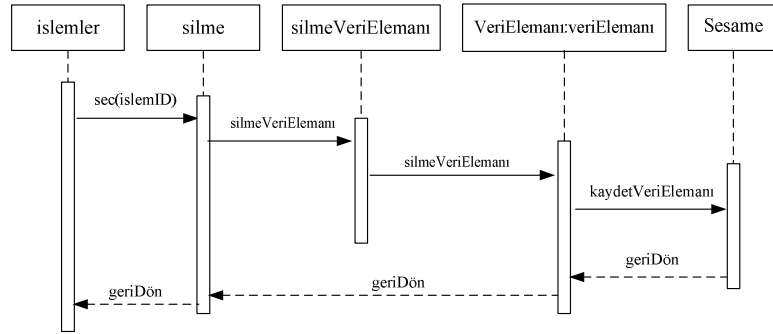 islemler
silme
silmeVeriElemanı
VeriElemanı:veriElemanı
Sesame
sec(islemID)
silmeVeriElemanı
silmeVeriElemanı
kaydetVeriElemanı
geriDön
geriDön
geriDön